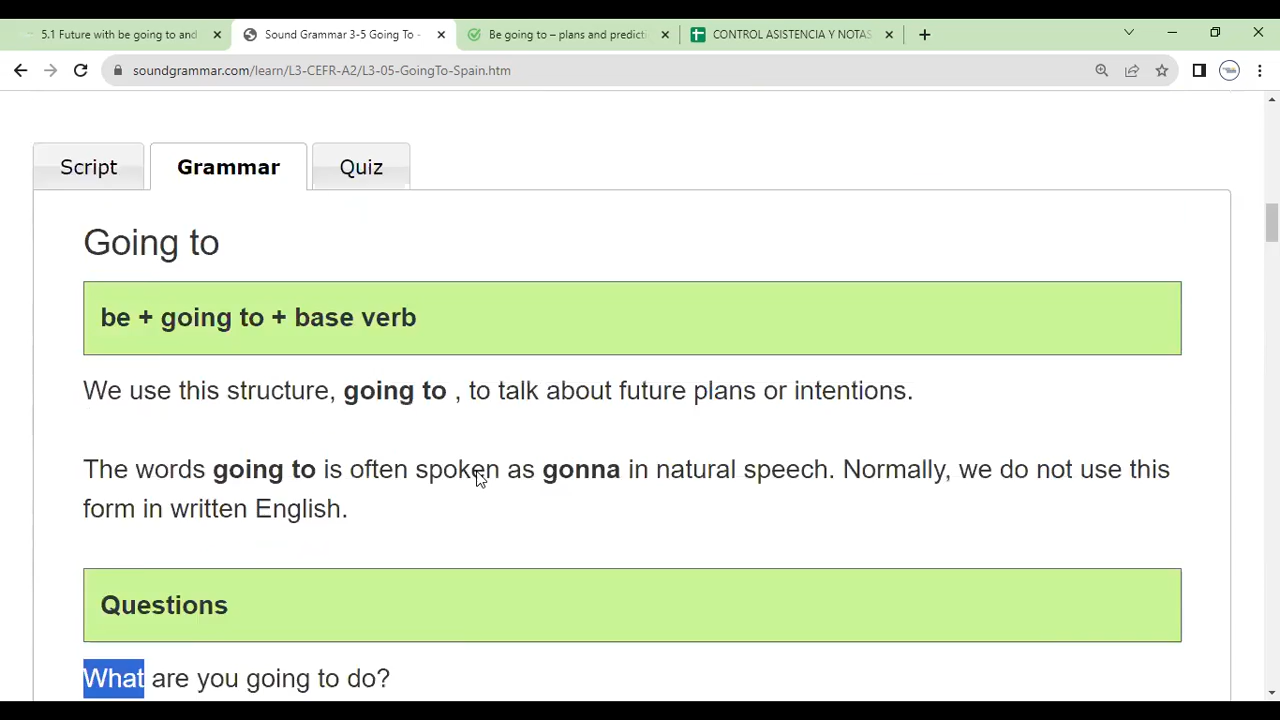 5.1 Future with be going to and
Sound Grammar 3-5 Going To -
Be going to – plans and predicti
CONTROL ASISTENCIA Y NOTAS
soundgrammar.com/learn/L3-CEFR-A2/L3-05-GoingTo-Spain.htm
Script
Grammar
Quiz
Going to
be + going to + base verb
We use this structure, going to , to talk about future plans or intentions.
The words going to is often spoken as gonna in natural speech. Normally, we do not use this
form in written English.
Questions
What are you going to do?